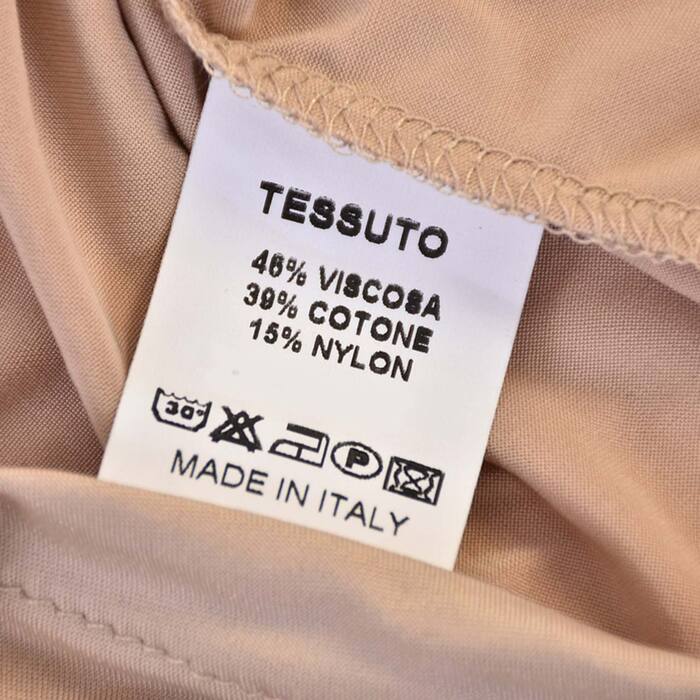 TESSUTO
46% VISCOSA
39% COTONE
15% NYLON
30° P
MADE IN ITALY